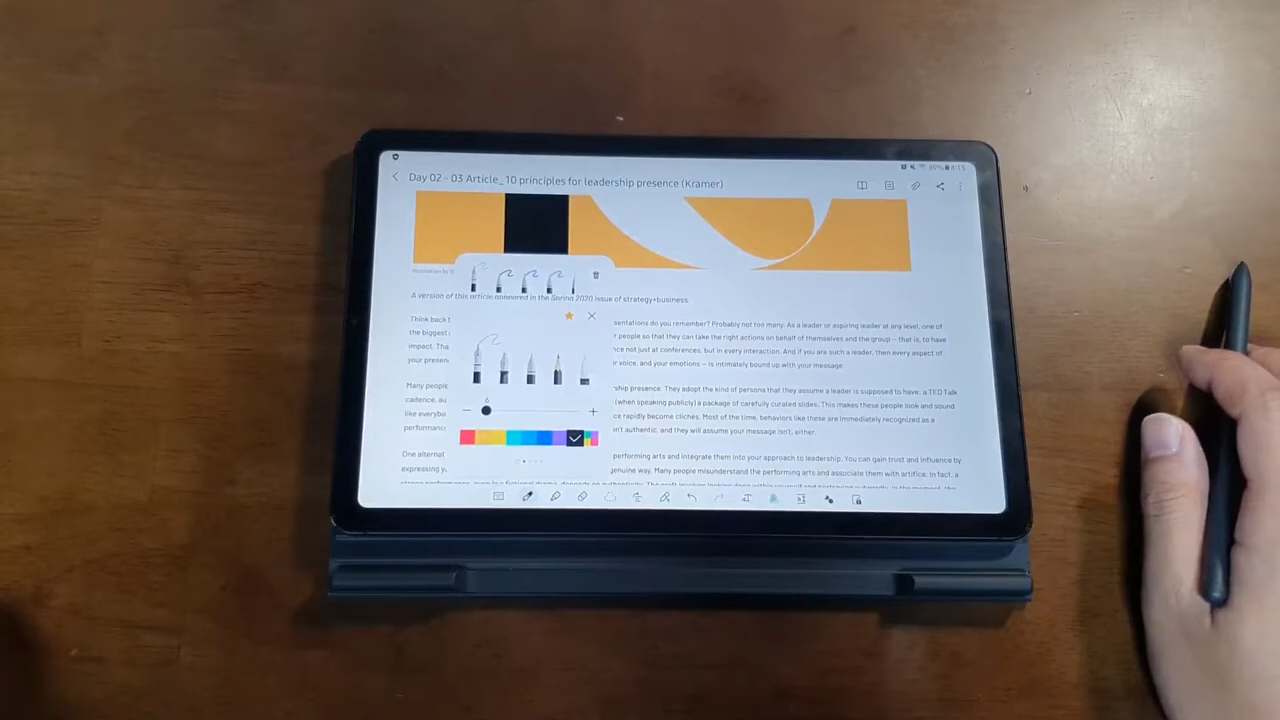 89% 4:15
Day 02 - 03 Article_10 principles for leadership presence (Kramer)
Illustration by
A version of this article appeared in the Spring 2020 issue of strategy+business.
Think back t
sentations do you remember? Probably not too many. As a leader or aspiring leader at any level, one of
the biggest
r people so that they can take the right actions on behalf of themselves and the group – that is, to have
impact. Tha
ce not just at conferences, but in every interaction. And if you are such a leader, then every aspect of
your presen
r voice, and your emotions – is intimately bound up with your message
Many people
ship presence. They adopt the kind of persona that they assume a leader is supposed to have: a TED Talk
cadence, au
(when speaking publicly) a package of carefully curated slides. This makes these people look and sound
like everybo
ce rapidly become clichés. Most of the time, behaviors like these are immediately recognized as a
performanc
n't authentic, and they will assume your message isn't, either.
6
One alternat
performing arts and integrate them into your approach to leadership. You can gain trust and influence by
expressing yo
genuine way. Many people misunderstand the performing arts and associate them with artifice. In fact, a